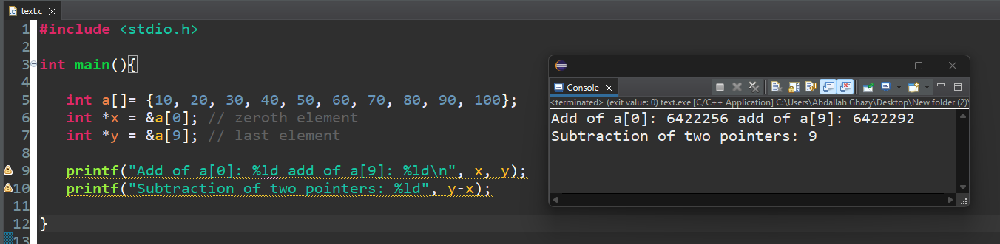 text.c
1 #include <stdio.h>
2
3 int main(){
4
5 int a[]= {10, 20, 30, 40, 50, 60, 70, 80, 90, 100};
6 int *x = &a[0]; // zeroth element
7 int *y = &a[9]; // last element
8
9 printf("Add of a[0]: %ld add of a[9]: %ld\n", x, y);
10 printf("Subtraction of two pointers: %ld", y-x);
11
12 }
13
Console
<terminated> (exit value: 0) text.exe [C/C++ Application] C:\Users\Abdallah Ghazy\Desktop\New folder (2)\
Add of a[0]: 6422256 add of a[9]: 6422292
Subtraction of two pointers: 9